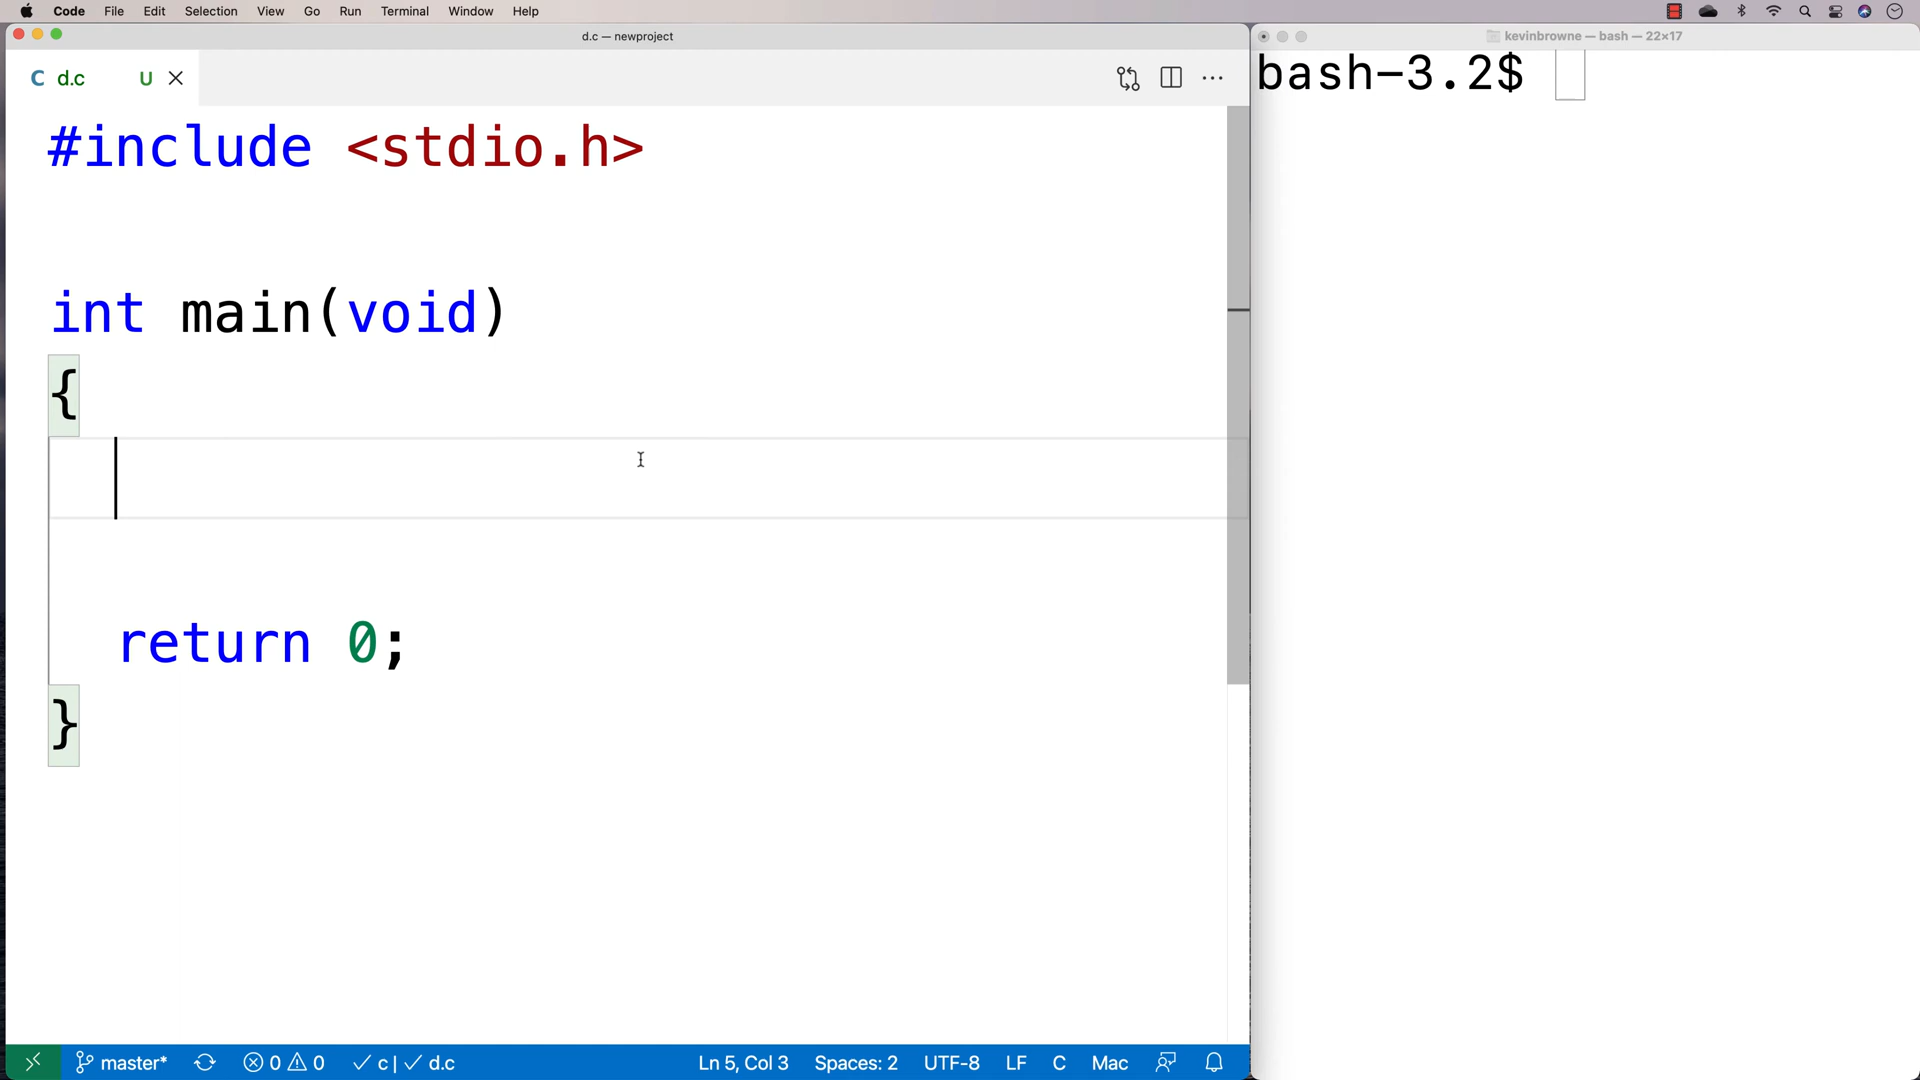 Code File Edit Selection View Go Run Terminal Window Help
d.c — newproject
kevinbrowne — bash — 22×17
C d.c U
bash-3.2$
#include <stdio.h>
int main(void)
{
return 0;
}
master* 0 0 c | d.c Ln 5, Col 3 Spaces: 2 UTF-8 LF C Mac